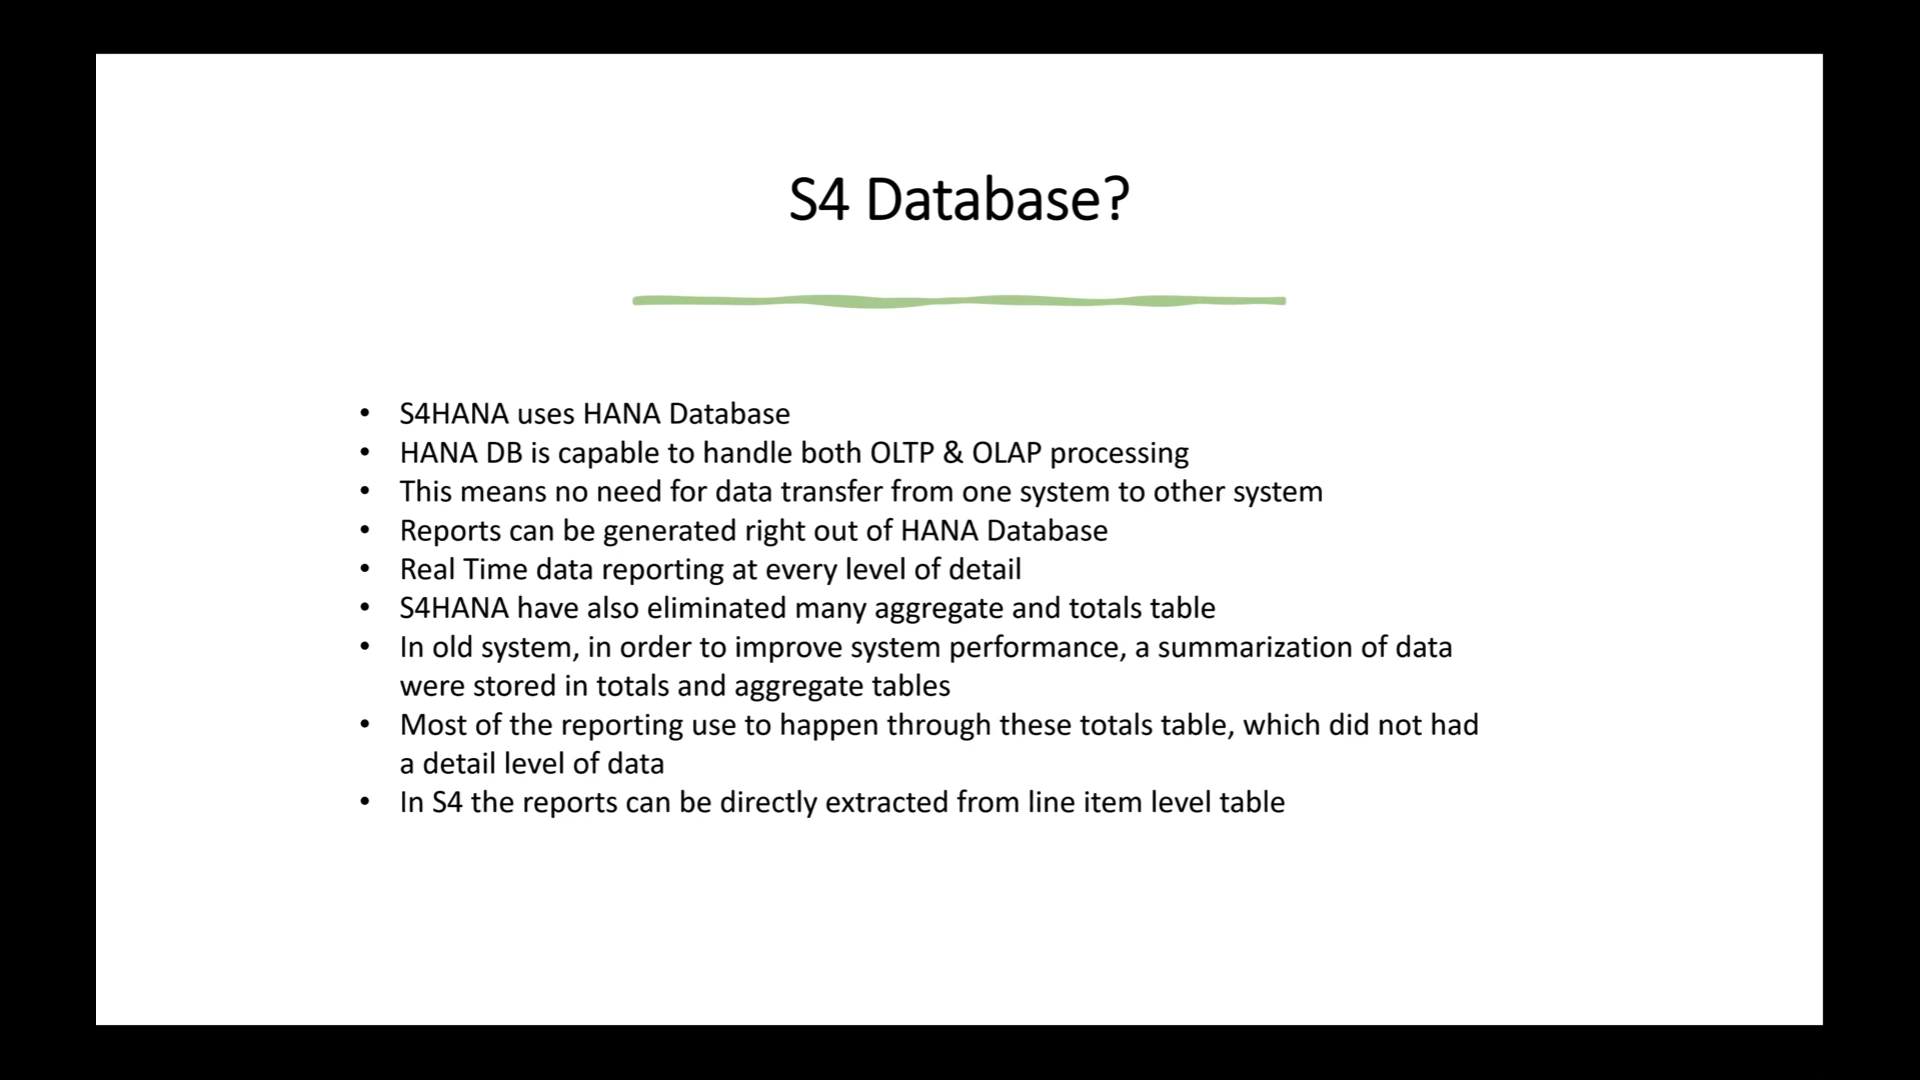 S4 Database?
• S4HANA uses HANA Database
• HANA DB is capable to handle both OLTP & OLAP processing
• This means no need for data transfer from one system to other system
• Reports can be generated right out of HANA Database
• Real Time data reporting at every level of detail
• S4HANA have also eliminated many aggregate and totals table
• In old system, in order to improve system performance, a summarization of data
were stored in totals and aggregate tables
• Most of the reporting use to happen through these totals table, which did not had
a detail level of data
• In S4 the reports can be directly extracted from line item level table